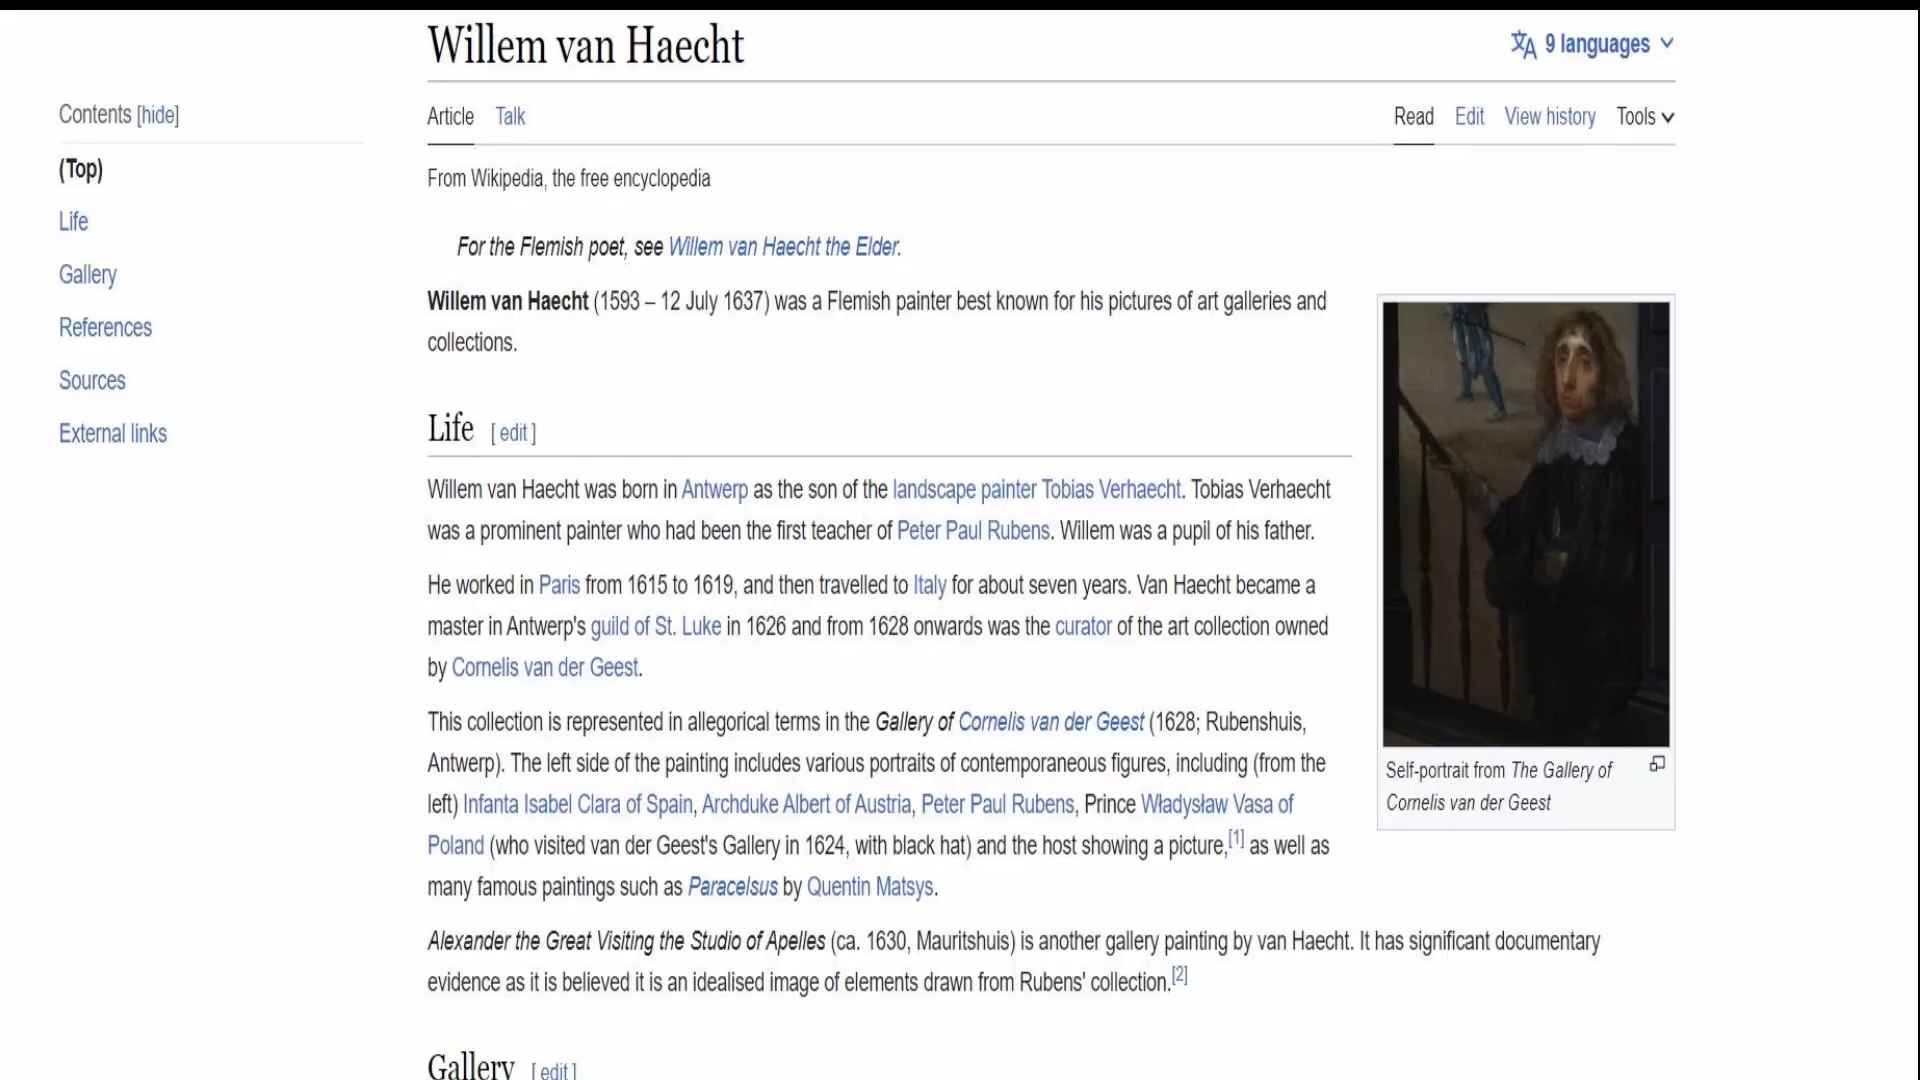 Willem van Haecht
9 languages
Contents [hide]
Article Talk
Read Edit View history Tools
(Top)
From Wikipedia, the free encyclopedia
Life
For the Flemish poet, see Willem van Haecht the Elder.
Gallery
Willem van Haecht (1593 – 12 July 1637) was a Flemish painter best known for his pictures of art galleries and
collections.
References
Sources
External links
Life [ edit ]
Willem van Haecht was born in Antwerp as the son of the landscape painter Tobias Verhaecht. Tobias Verhaecht
was a prominent painter who had been the first teacher of Peter Paul Rubens. Willem was a pupil of his father.
He worked in Paris from 1615 to 1619, and then travelled to Italy for about seven years. Van Haecht became a
master in Antwerp's guild of St. Luke in 1626 and from 1628 onwards was the curator of the art collection owned
by Cornelis van der Geest.
This collection is represented in allegorical terms in the Gallery of Cornelis van der Geest (1628; Rubenshuis,
Antwerp). The left side of the painting includes various portraits of contemporaneous figures, including (from the
left) Infanta Isabel Clara of Spain, Archduke Albert of Austria, Peter Paul Rubens, Prince Władysław Vasa of
Poland (who visited van der Geest's Gallery in 1624, with black hat) and the host showing a picture,[1] as well as
many famous paintings such as Paracelsus by Quentin Matsys.
Self-portrait from The Gallery of
Cornelis van der Geest
Alexander the Great Visiting the Studio of Apelles (ca. 1630, Mauritshuis) is another gallery painting by van Haecht. It has significant documentary
evidence as it is believed it is an idealised image of elements drawn from Rubens' collection.[2]
Gallery [ edit ]